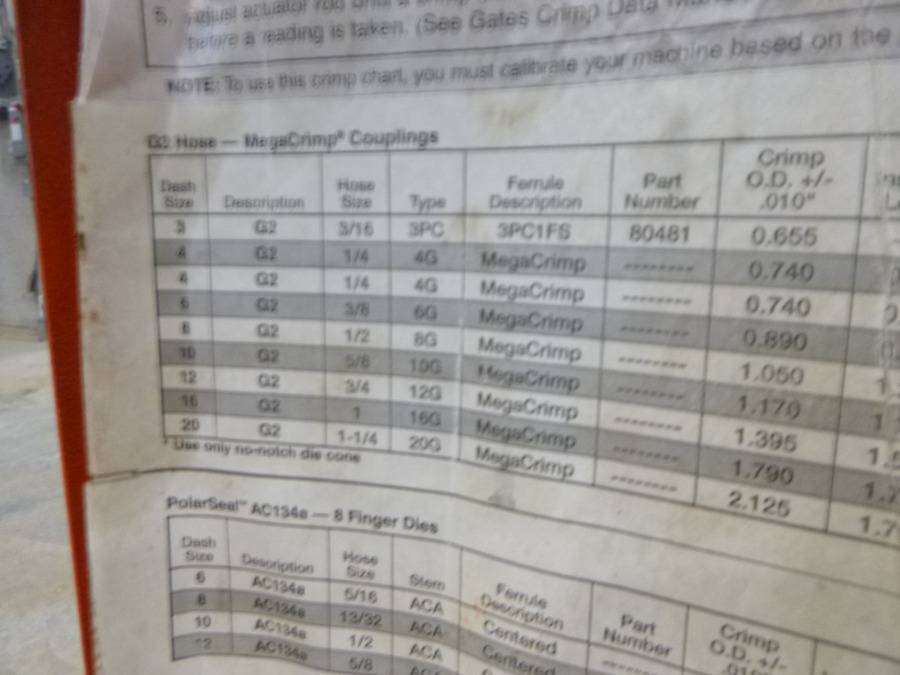 5. Adjust actuator rod until a crimp
before a reading is taken. (See Gates Crimp Data
NOTE: To use this crimp chart, you must calibrate your machine based on the
G2 Hose — MegaCrimp® Couplings
Dash Size Description Hose Size Type Ferrule Description Part Number Crimp O.D. +/- .010"
3 G2 3/16 3PC 3PC1FS 80481 0.655
4 G2 1/4 4G MegaCrimp -------- 0.740
4 G2 1/4 4G MegaCrimp -------- 0.740
6 G2 3/8 6G MegaCrimp -------- 0.890
8 G2 1/2 8G MegaCrimp -------- 1.050
10 G2 5/8 10G MegaCrimp -------- 1.170
12 G2 3/4 12G MegaCrimp -------- 1.395
16 G2 1 16G MegaCrimp -------- 1.790
20 G2 1-1/4 20G MegaCrimp -------- 2.125
* Use only no-notch die cone
PolarSeal™ AC134a — 8 Finger Dies
Dash Size Description Hose Size Stem Ferrule Description Part Number Crimp O.D. +/- .010"
6 AC134a 5/16 ACA Centered --------
8 AC134a 13/32 ACA Centered
10 AC134a 1/2 ACA
12 AC134a 5/8 ACA